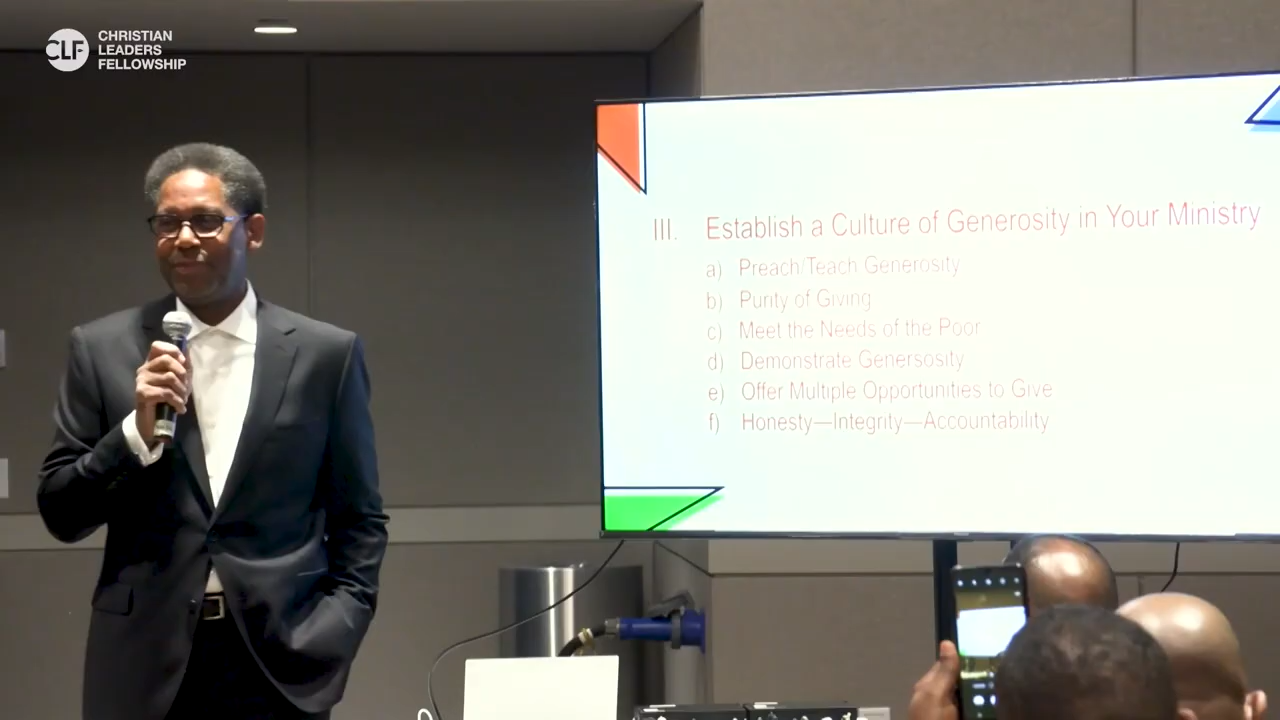 CLF
CHRISTIAN
LEADERS
FELLOWSHIP
III. Establish a Culture of Generosity in Your Ministry
a) Preach/Teach Generosity
b) Purity of Giving
c) Meet the Needs of the Poor
d) Demonstrate Genersosity
e) Offer Multiple Opportunities to Give
f) Honesty—Integrity—Accountability